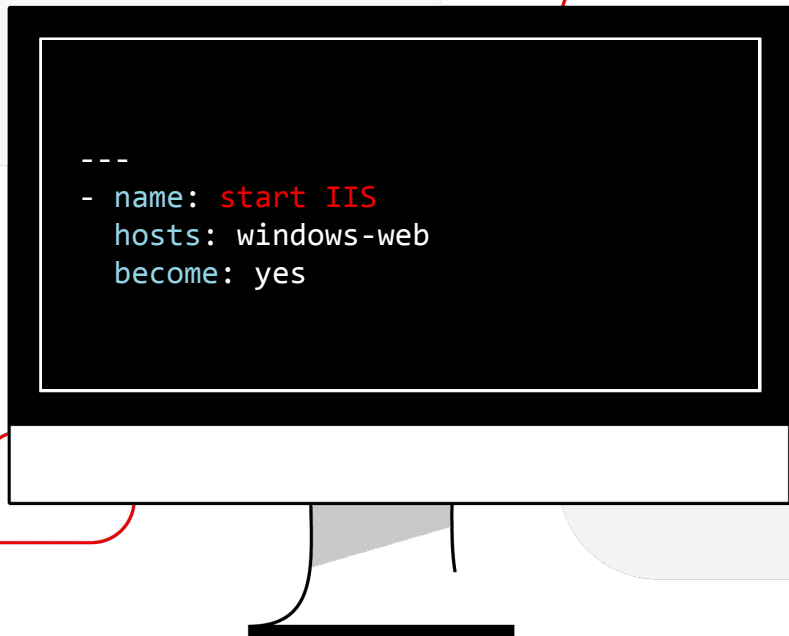 ---
- name: start IIS
  hosts: windows-web
  become: yes